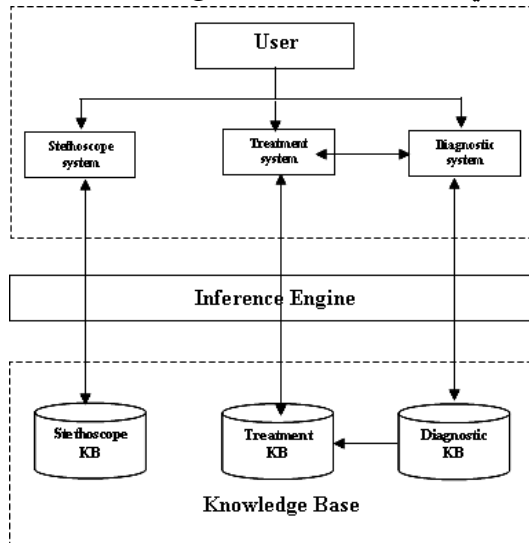 User
Stethoscope
system
Treatment
system
Diagnostic
system
Inference Engine
Stethoscope
KB
Treatment
KB
Diagnostic
KB
Knowledge Base